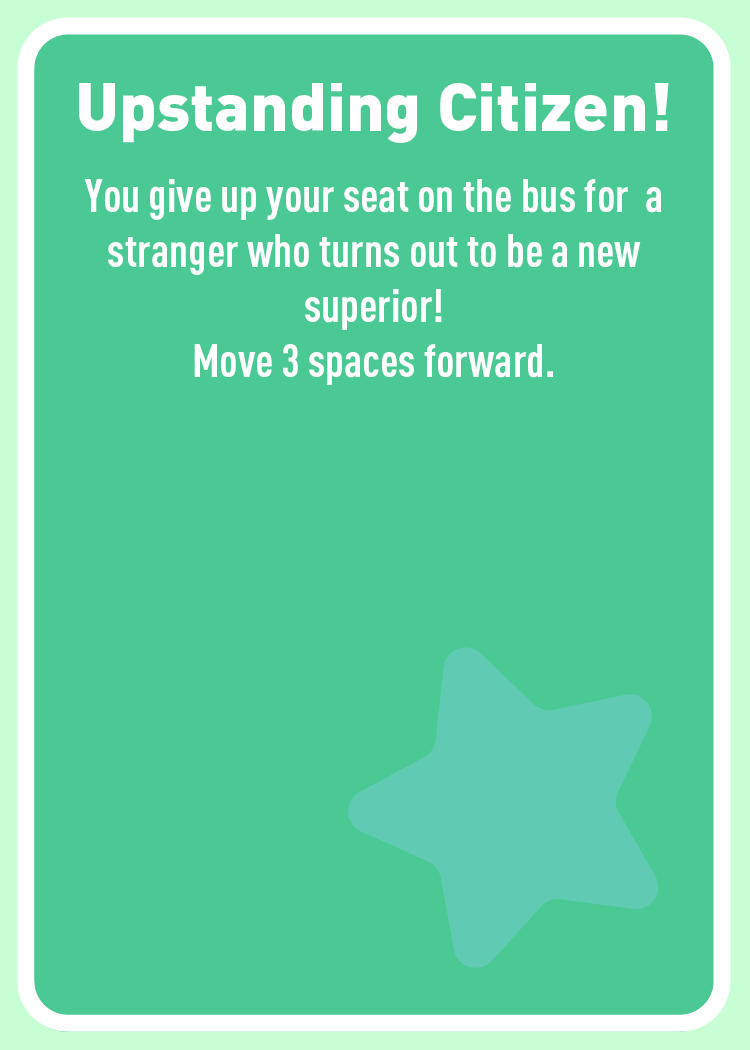 Upstanding Citizen!
You give up your seat on the bus for  a
stranger who turns out to be a new
superior!
Move 3 spaces forward.